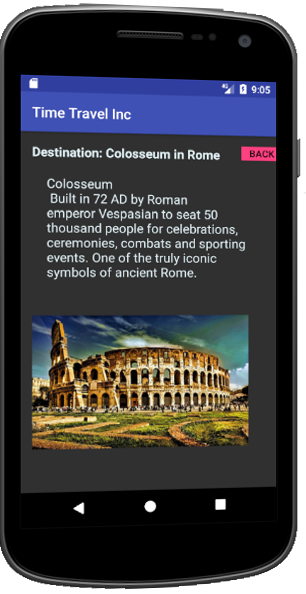 4G 9:05
Time Travel Inc
Destination: Colosseum in Rome BACK
Colosseum
Built in 72 AD by Roman
emperor Vespasian to seat 50
thousand people for celebrations,
ceremonies, combats and sporting
events. One of the truly iconic
symbols of ancient Rome.